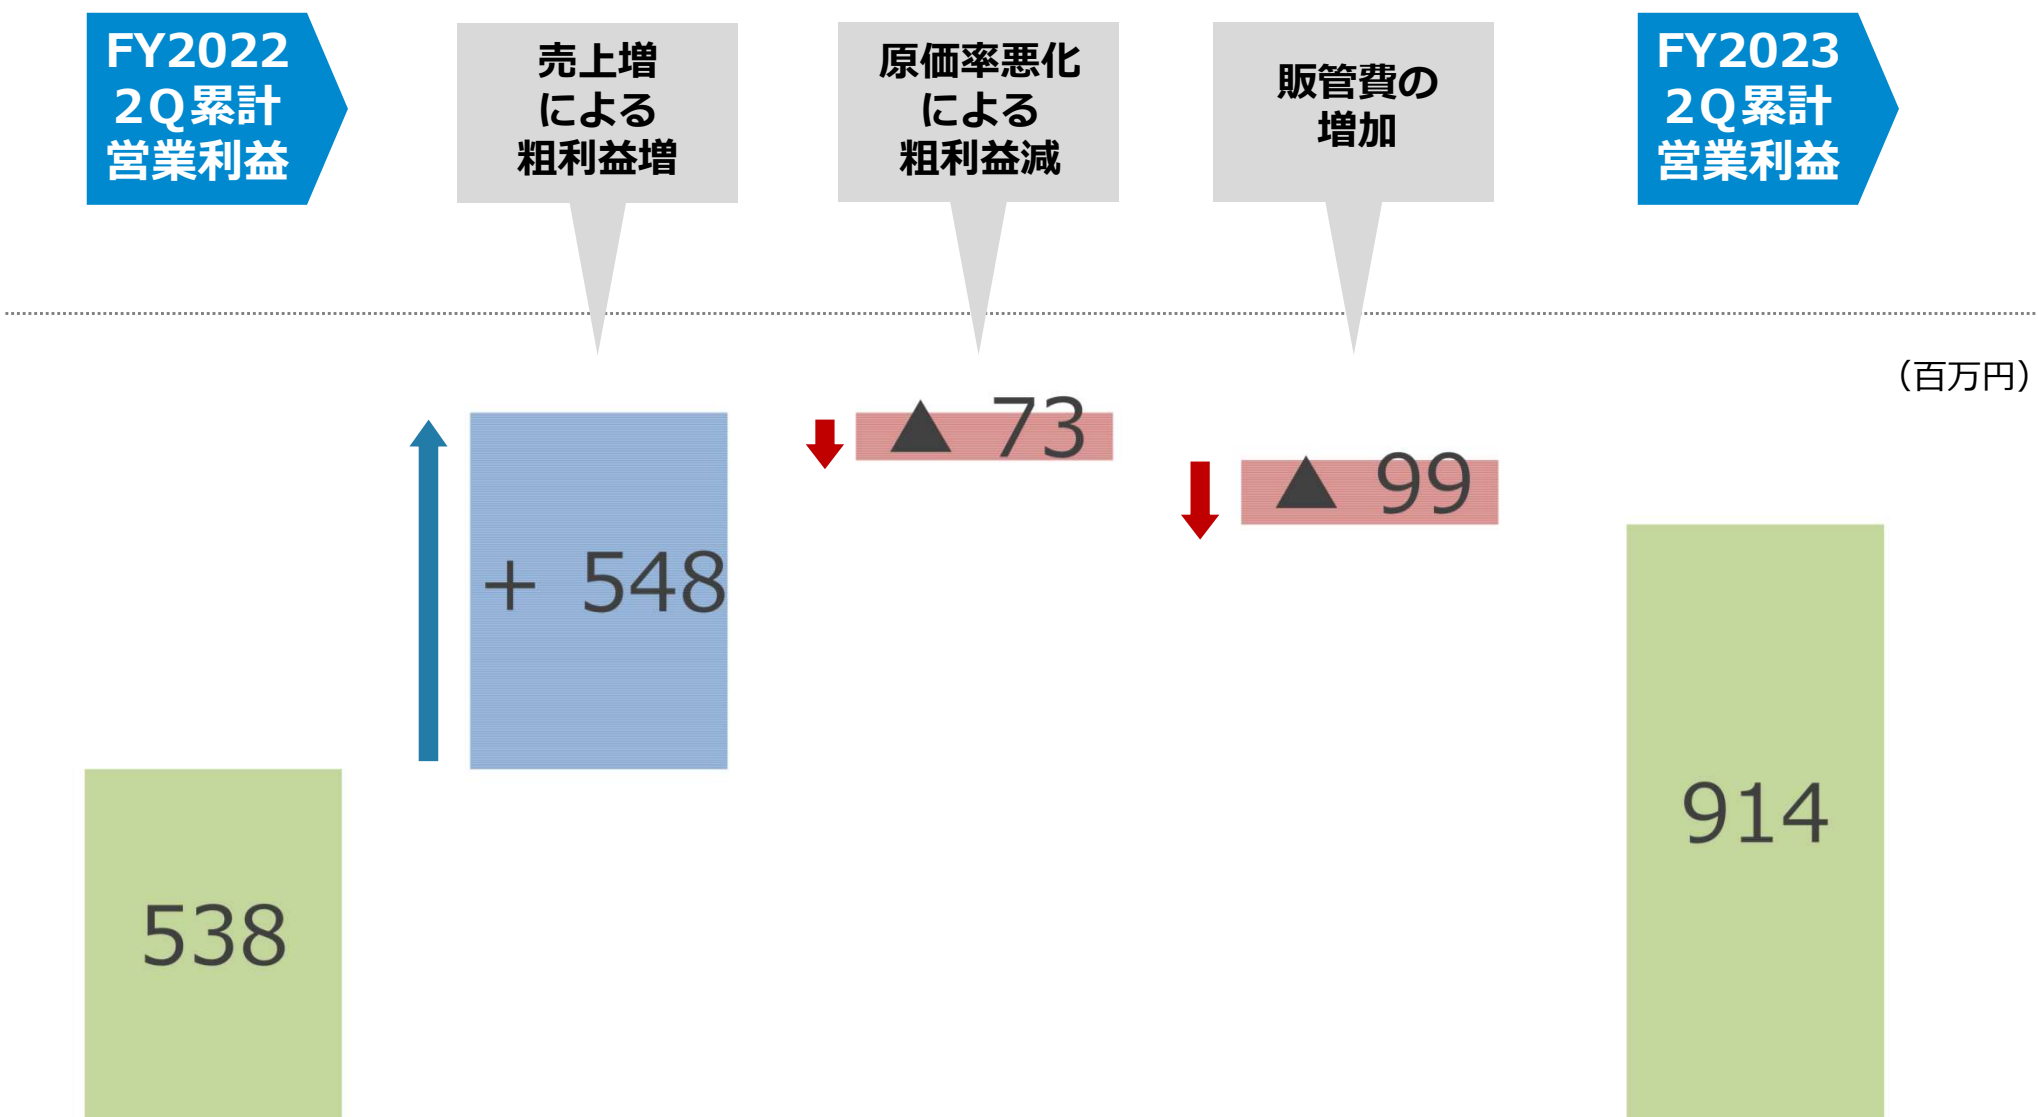 FY2022
2Q累計
営業利益
売上増
による
粗利益増
原価率悪化
による
粗利益減
販管費の
増加
FY2023
2Q累計
営業利益
（百万円）
538
+ 548
▲ 73
▲ 99
914